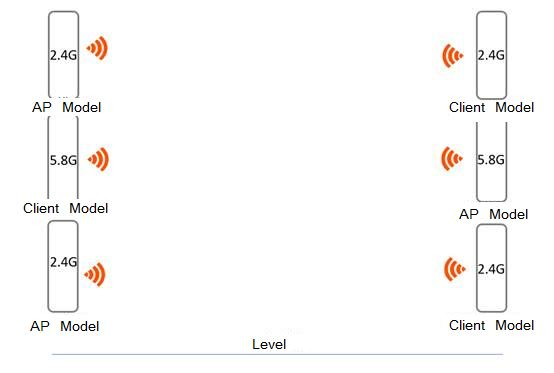 2.4G 2.4G
AP Model Client Model
5.8G 5.8G
Client Model AP Model
2.4G 2.4G
AP Model Client Model
Level